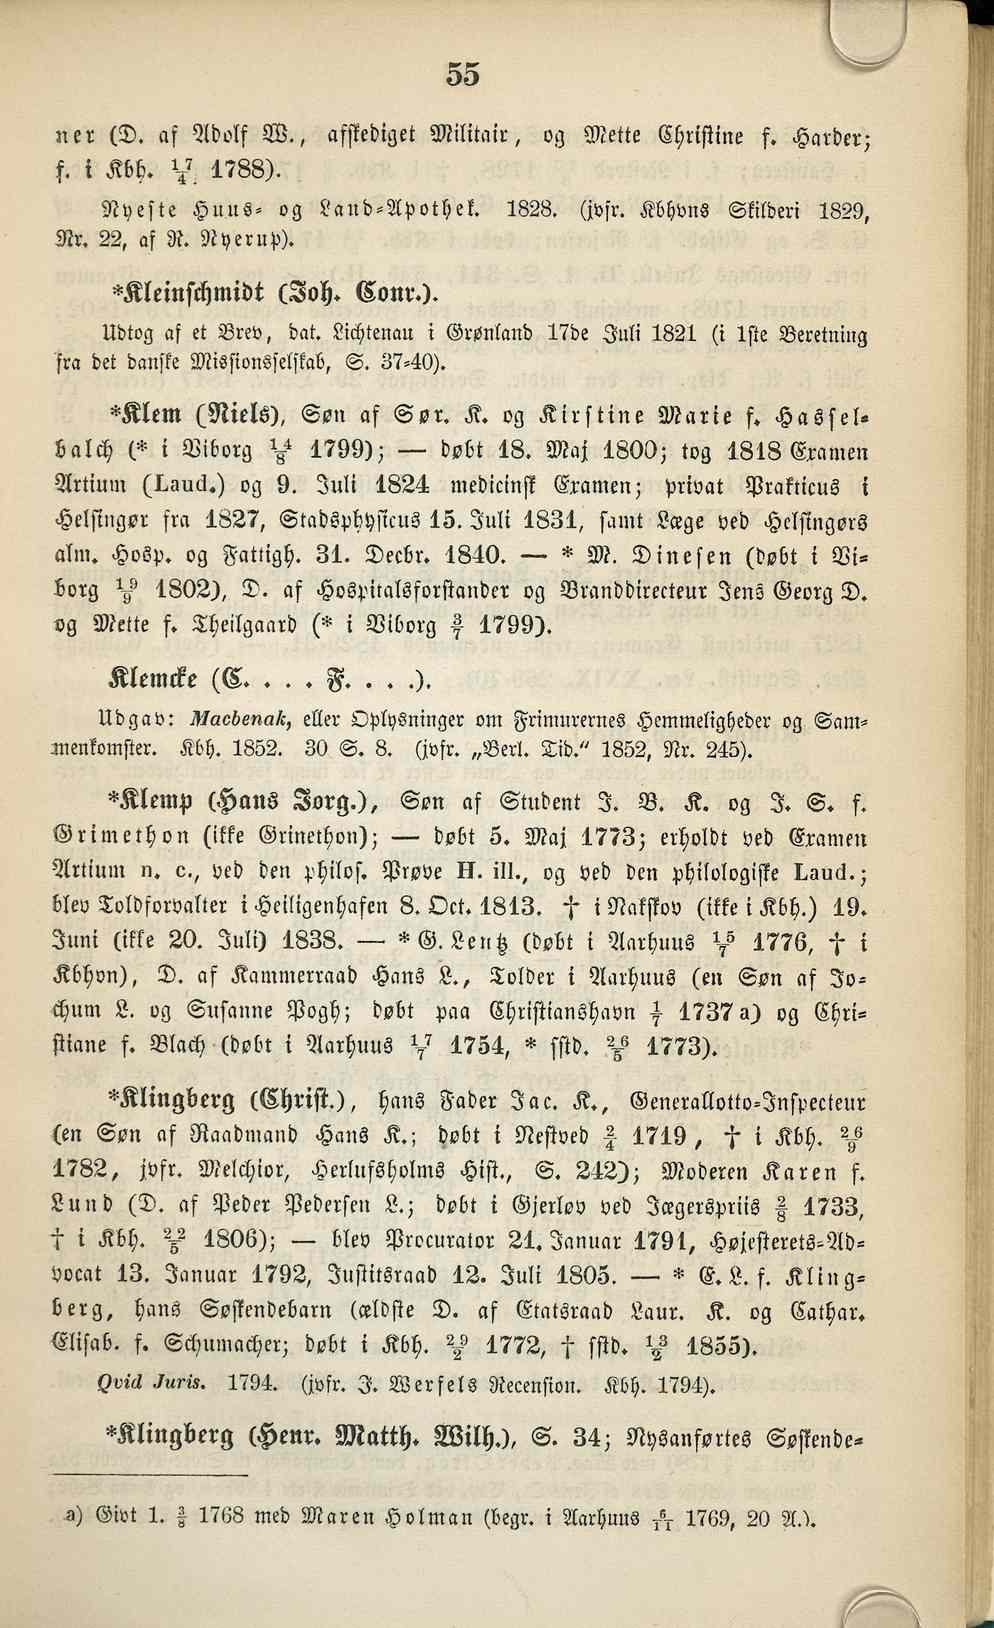 55
ner (D. af Adolf W., afskediget Militair, og Mette Christine f. Harder;
f. i Kbh. 17/4 1788).
Nyeste Huus- og Land-Apothek. 1828. (jvfr. Kbhvns Skilderi 1829,
Nr. 22, af R. Nyerup).
*Kleinschmidt (Joh. Conr.).
Udtog af et Brev, dat. Lichtenau i Grønland 17de Juli 1821 (i 1ste Beretning
fra det danske Missionsselskab, S. 37-40).
*Klem (Niels), Søn af Sør. K. og Kirstine Marie f. Hassel-
balch (* i Viborg 14/8 1799); — døbt 18. Maj 1800; tog 1818 Examen
Artium (Laud.) og 9. Juli 1824 medicinsk Examen; privat Prakticus i
Helsingør fra 1827, Stadsphysicus 15. Juli 1831, samt Læge ved Helsingørs
alm. Hosp. og Fattigh. 31. Decbr. 1840. — * M. Dinesen (døbt i Vi-
borg 19/9 1802), D. af Hospitalsforstander og Branddirecteur Jens Georg D.
og Mette f. Theilgaard (* i Viborg 3/7 1799).
Klemcke (C. . . . F. . . .).
Udgav: Macbenak, eller Oplysninger om Frimurernes Hemmeligheder og Sam-
menkomster. Kbh. 1852. 30 S. 8. (jvfr. „Berl. Tid.“ 1852, Nr. 245).
*Klemp (Hans Jørg.), Søn af Student J. B. K. og J. S. f.
Grimethon (ikke Grinethon); — døbt 5. Maj 1773; erholdt ved Examen
Artium n. c., ved den philos. Prøve H. ill., og ved den philologiske Laud.;
blev Toldforvalter i Heiligenhafen 8. Oct. 1813. † i Nakskov (ikke i Kbh.) 19.
Juni (ikke 20. Juli) 1838. — * G. Lentz (døbt i Aarhuus 15/7 1776, † i
Kbhvn), D. af Kammerraad Hans L., Tolder i Aarhuus (en Søn af Jo-
chum L. og Susanne Pogh; døbt paa Christianshavn 1/7 1737 a) og Chri-
stiane f. Blach (døbt i Aarhuus 17/7 1754, * sstd. 26/5 1773).
*Klingberg (Christ.), hans Fader Jac. K., Generallotto-Inspecteur
(en Søn af Raadmand Hans K.; døbt i Nestved 2/4 1719, † i Kbh. 26/9
1782, jvfr. Melchior, Herlufsholms Hist., S. 242); Moderen Karen f.
Lund (D. af Peder Pedersen L.; døbt i Gjerløv ved Jægerspriis 2/8 1733,
† i Kbh. 22/5 1806); — blev Procurator 21. Januar 1791, Højesterets-Ad-
vocat 13. Januar 1792, Justitsraad 12. Juli 1805. — * E. L. f. Kling-
berg, hans Søskendebarn (ældste D. af Etatsraad Laur. K. og Cathar.
Elisab. f. Schumacher; døbt i Kbh. 29/2 1772, † sstd. 13/2 1855).
Qvid Juris. 1794. (jvfr. J. Werfels Recension. Kbh. 1794).
*Klingberg (Henr. Matth. Wilh.), S. 34; Nysanførtes Søskende-
a) Givt 1. 3/8 1768 med Maren Holman (begr. i Aarhuus 6/11 1769, 20 A.).